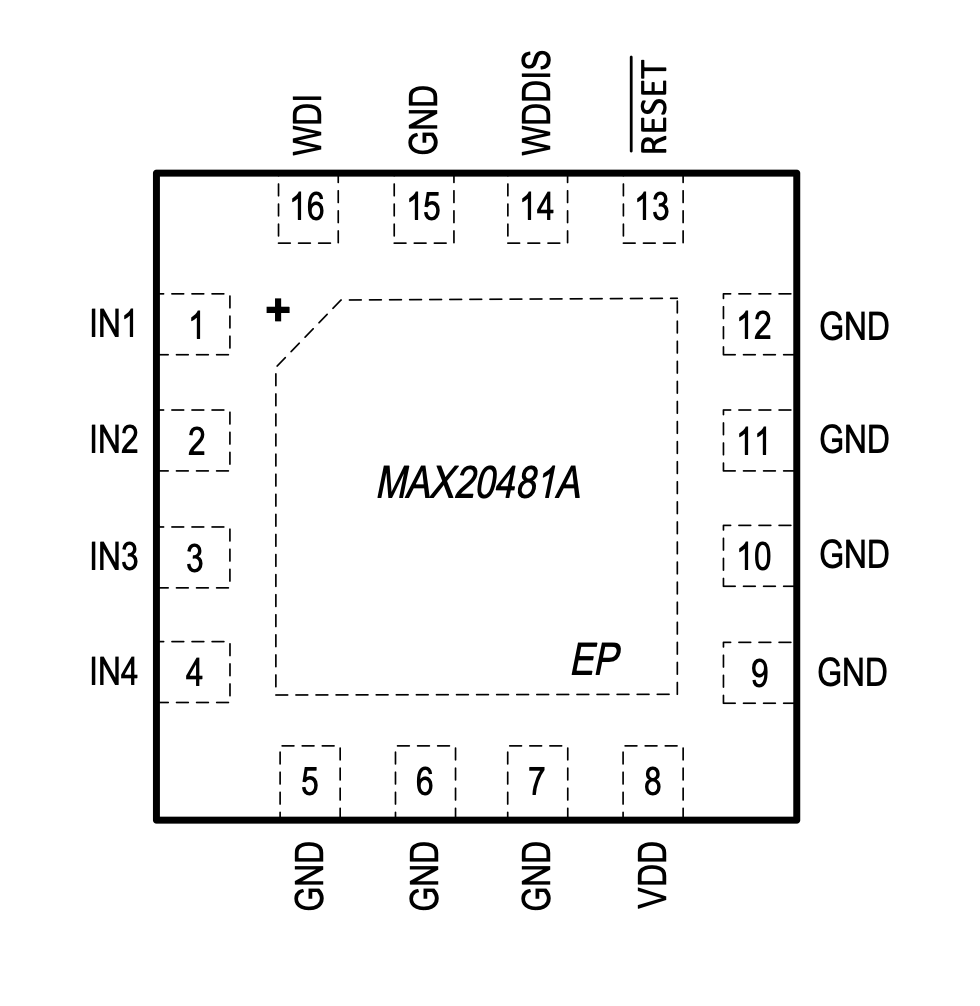 WDI GND WDDIS RESET
16 15 14 13
+
IN1 1 12 GND
IN2 2 11 GND
MAX20481A
IN3 3 10 GND
EP
IN4 4 9 GND
5 6 7 8
GND GND GND VDD